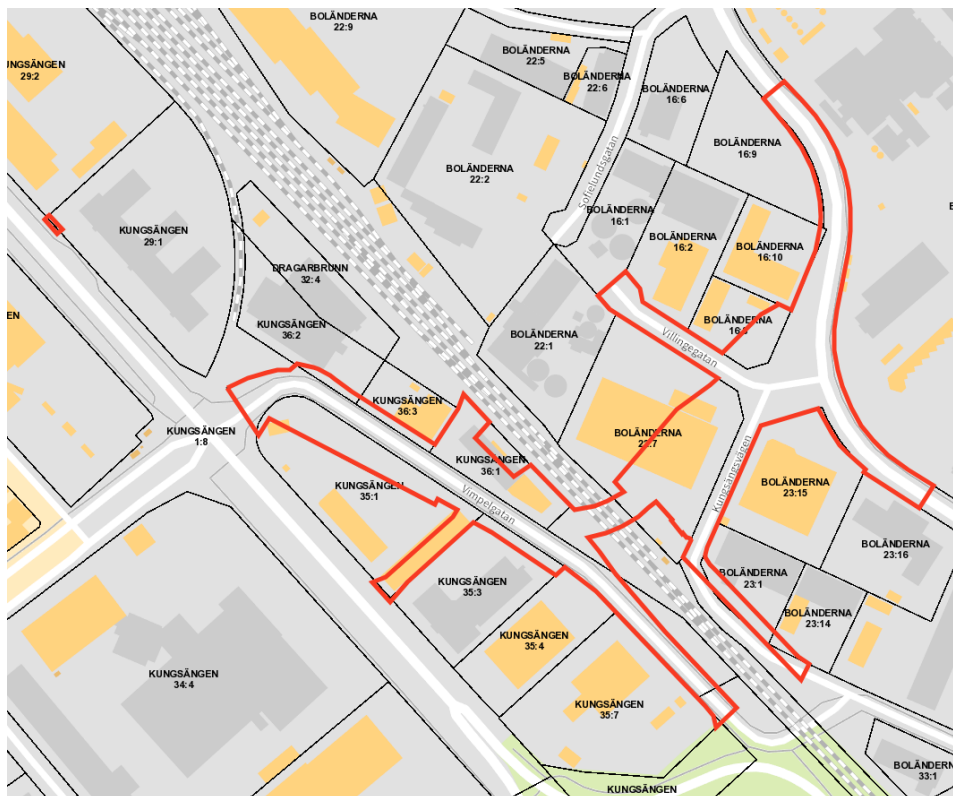 BOLÄNDERNA
22:9
BOLÄNDERNA
22:5
BOLÄNDERNA
22:6
UNGSÄNGEN
29:2
BOLÄNDERNA
16:6
BOLÄNDERNA
16:9
BOLÄNDERNA
22:2
Sofielundsgatan
BOLÄNDERNA
16:1
B
KUNGSÄNGEN
29:1
BOLÄNDERNA
16:2
BOLÄNDERNA
16:10
DRAGARBRUNN
32:4
EN
KUNGSÄNGEN
36:2
BOLÄNDERNA
22:1
BOLÄNDERNA
Villingegatan
KUNGSÄNGEN
36:3
KUNGSÄNGEN
1:8
BOLÄNDERNA
KUNGSÄNGEN
36:1
KUNGSÄNGEN
35:1
Kungsängsvägen
BOLÄNDERNA
23:15
Vimpelgatan
BOLÄNDERNA
23:16
BOLÄNDERNA
23:1
KUNGSÄNGEN
35:3
BOLÄNDERNA
23:14
KUNGSÄNGEN
35:4
KUNGSÄNGEN
34:4
KUNGSÄNGEN
35:7
BOLÄNDERN
33:1
KUNGSÄNGEN